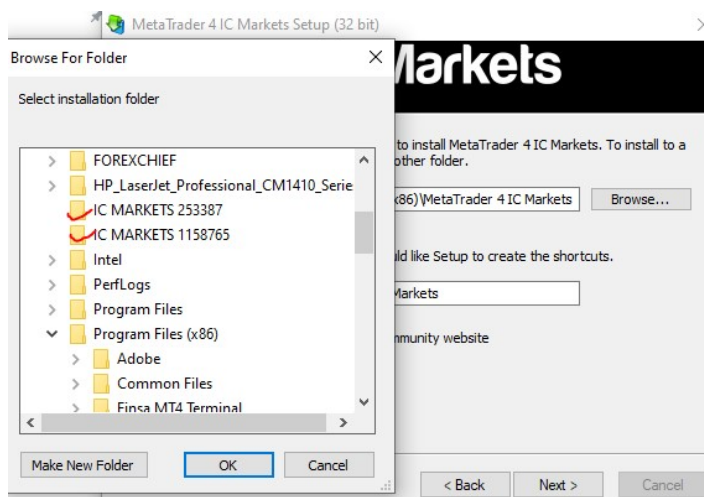 MetaTrader 4 IC Markets Setup (32 bit)
Browse For Folder
Markets
Select installation folder
to install MetaTrader 4 IC Markets. To install to a
other folder.
FOREXCHIEF
HP_LaserJet_Professional_CM1410_Serie
x86)\MetaTrader 4 IC Markets
Browse...
IC MARKETS 253387
IC MARKETS 1158765
Intel
ld like Setup to create the shortcuts.
PerfLogs
Program Files
Markets
Program Files (x86)
mmunity website
Adobe
Common Files
Finsa MT4 Terminal
Make New Folder
OK
Cancel
< Back
Next >
Cancel